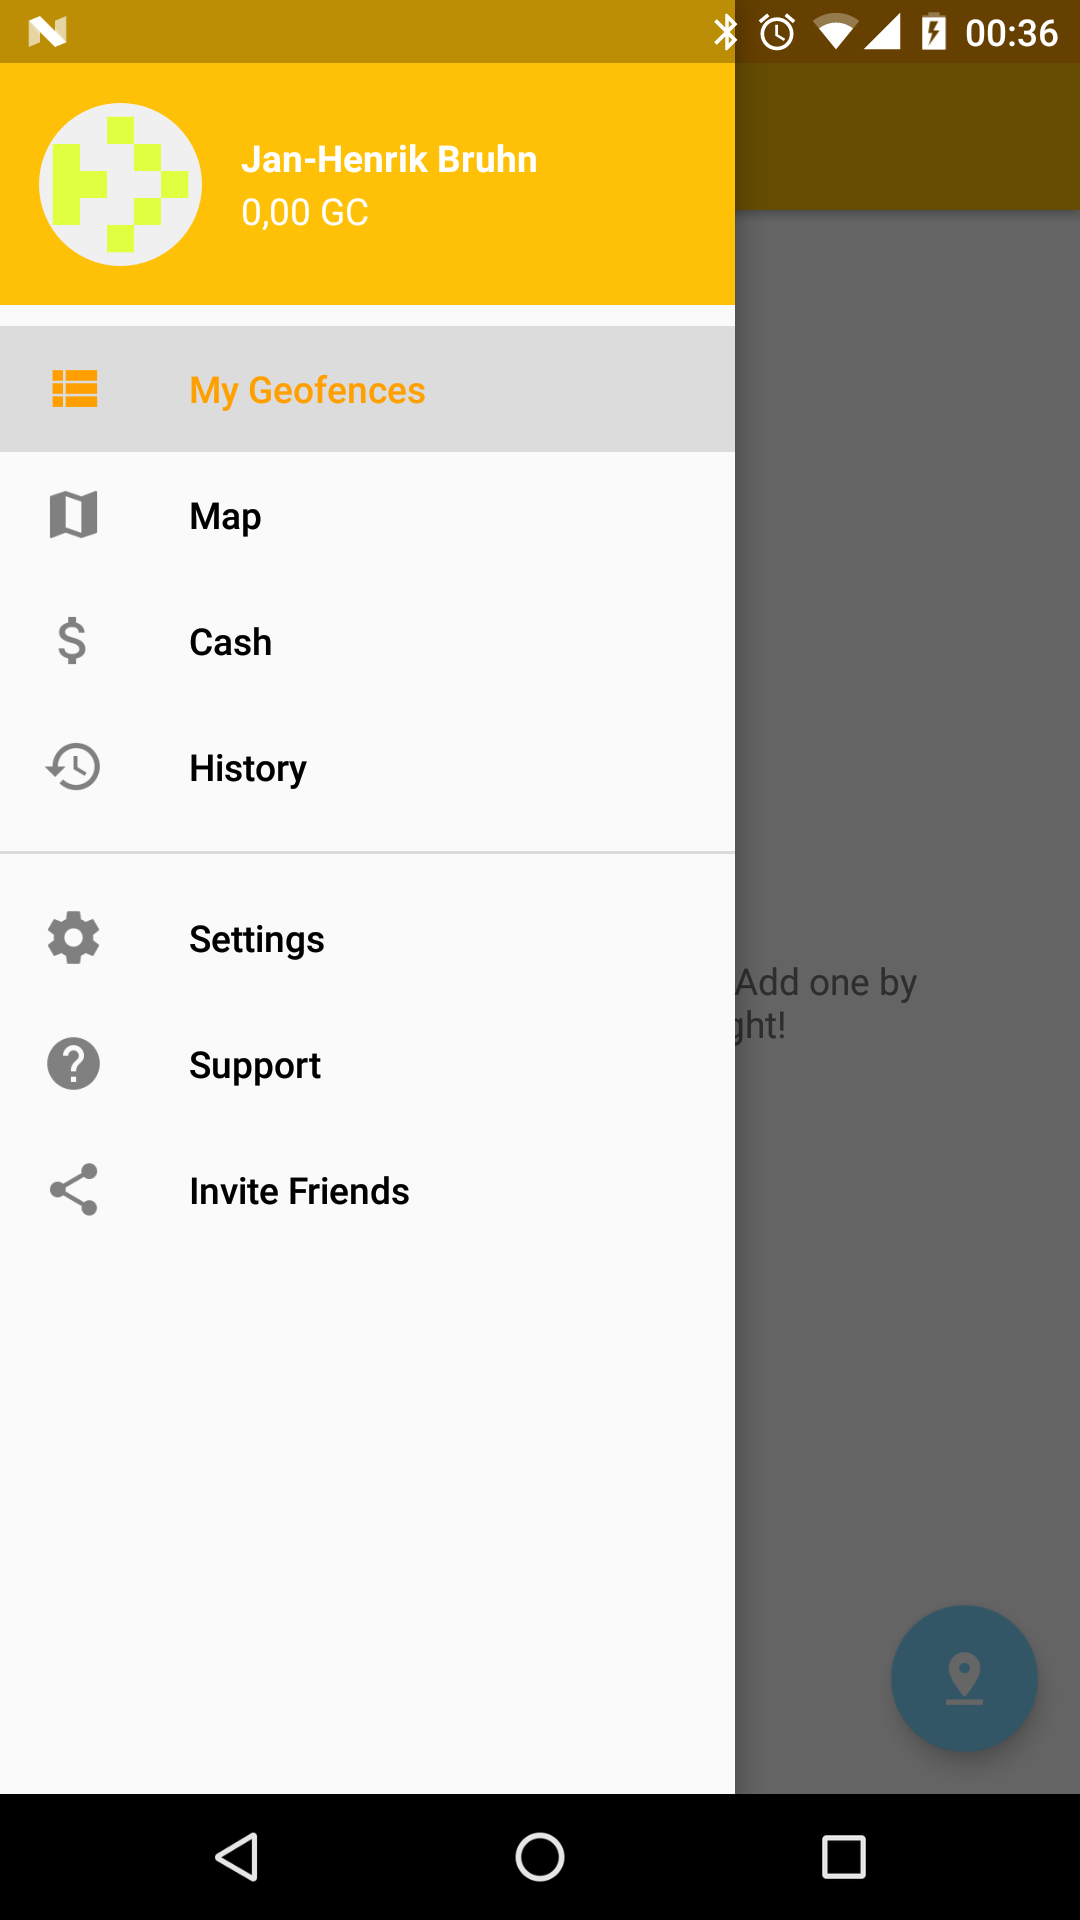 00:36
Jan-Henrik Bruhn
0,00 GC
My Geofences
Map
Cash
History
Settings
Add one by
ght!
Support
Invite Friends